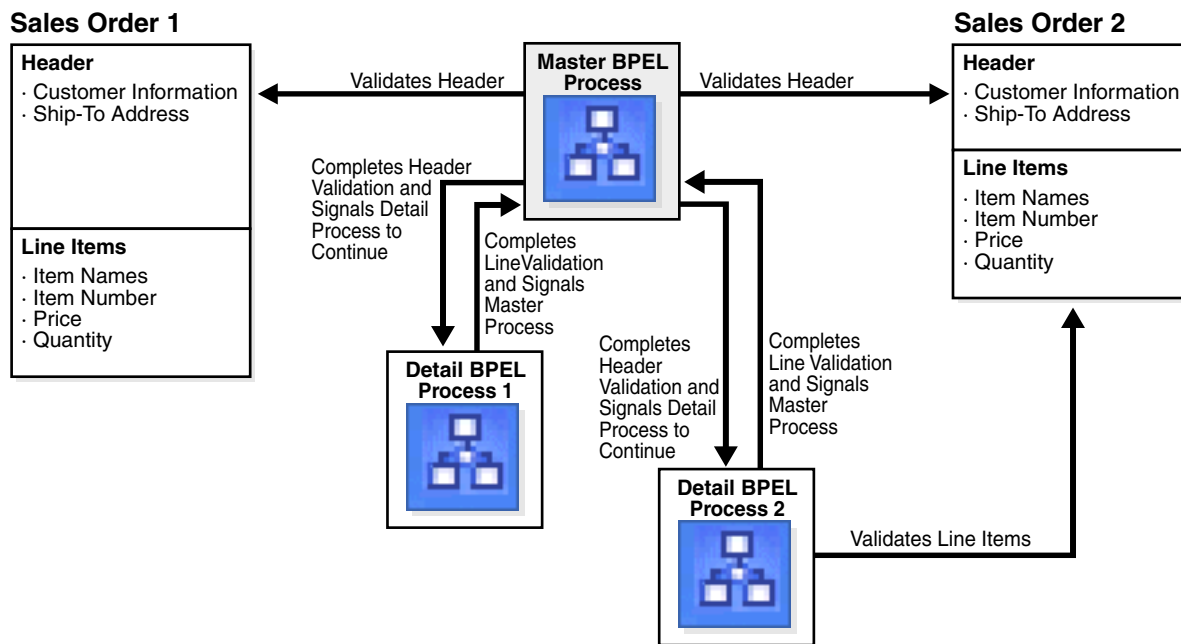 Sales Order 1
Header
· Customer Information
· Ship-To Address
Line Items
· Item Names
· Item Number
· Price
· Quantity
Validates Header
Master BPEL
Process
Validates Header
Sales Order 2
Header
· Customer Information
· Ship-To Address
Line Items
· Item Names
· Item Number
· Price
· Quantity
Completes Header
Validation and
Signals Detail
Process to
Continue
Completes
LineValidation
and Signals
Master
Process
Detail BPEL
Process 1
Completes
Header
Validation and
Signals Detail
Process to
Continue
Completes
Line Validation
and Signals
Master
Process
Detail BPEL
Process 2
Validates Line Items